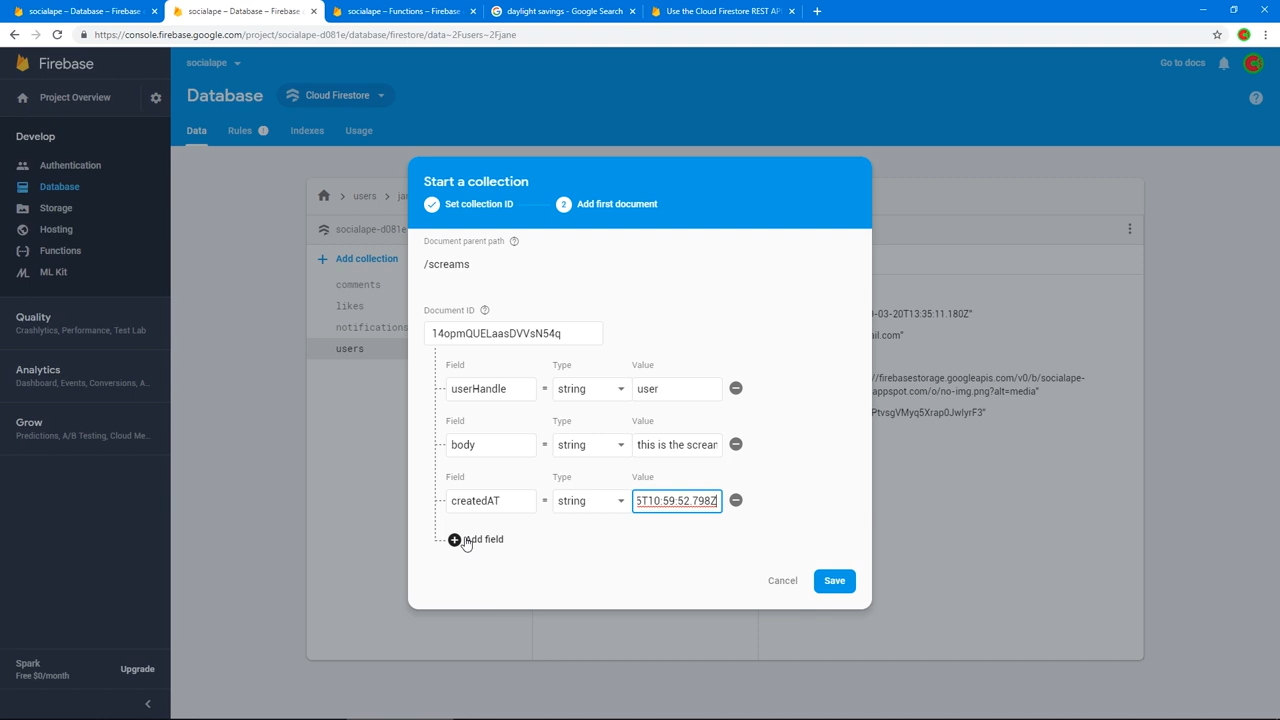 socialape – Database – Firebase
socialape – Database – Firebase
socialape – Functions – Firebase
daylight savings - Google Search
Use the Cloud Firestore REST API
https://console.firebase.google.com/project/socialape-d081e/database/firestore/data~2Fusers~2Fjane
Firebase
socialape
Go to docs
Project Overview
Database
Cloud Firestore
Data
Rules
Indexes
Usage
Develop
Authentication
Database
Storage
Hosting
Functions
ML Kit
Quality
Crashlytics, Performance, Test Lab
Analytics
Dashboard, Events, Conversions, A...
Grow
Predictions, A/B Testing, Cloud Me...
Spark
Free $0/month
Upgrade
users
socialape-d081e
Add collection
comments
likes
notifications
users
Start a collection
Set collection ID
2 Add first document
Document parent path
/screams
Document ID
14opmQUELaasDVVsN54q
Field Type Value
userHandle = string user
Field Type Value
body = string this is the scream
Field Type Value
createdAT = string 5T10:59:52.798Z
Add field
Cancel
Save
-03-20T13:35:11.180Z"
il.com"
//firebasestorage.googleapis.com/v0/b/socialape-
appspot.com/o/no-img.png?alt=media"
PtvsgVMyq5Xrap0JwIyrF3"